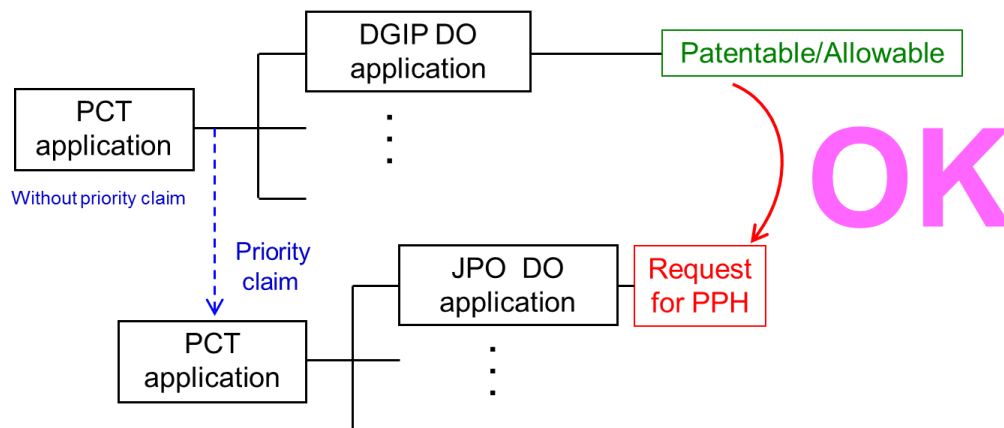 DGIP DO
application
Patentable/Allowable
PCT
application
OK
Without priority claim
Priority
claim
JPO DO
application
Request
for PPH
PCT
application